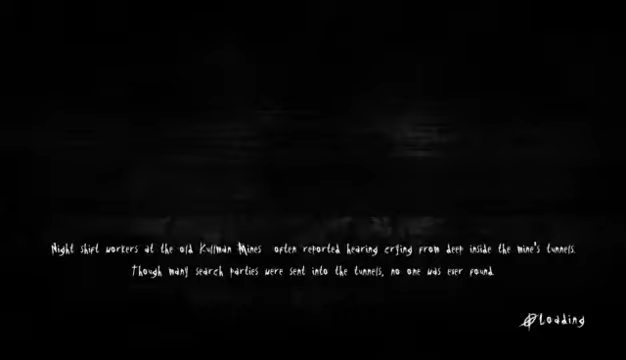 Night shift workers at the old Kullman Mines often reported hearing crying from deep inside the mine's tunnels.
Though many search parties were sent into the tunnels, no one was ever found.
Loading